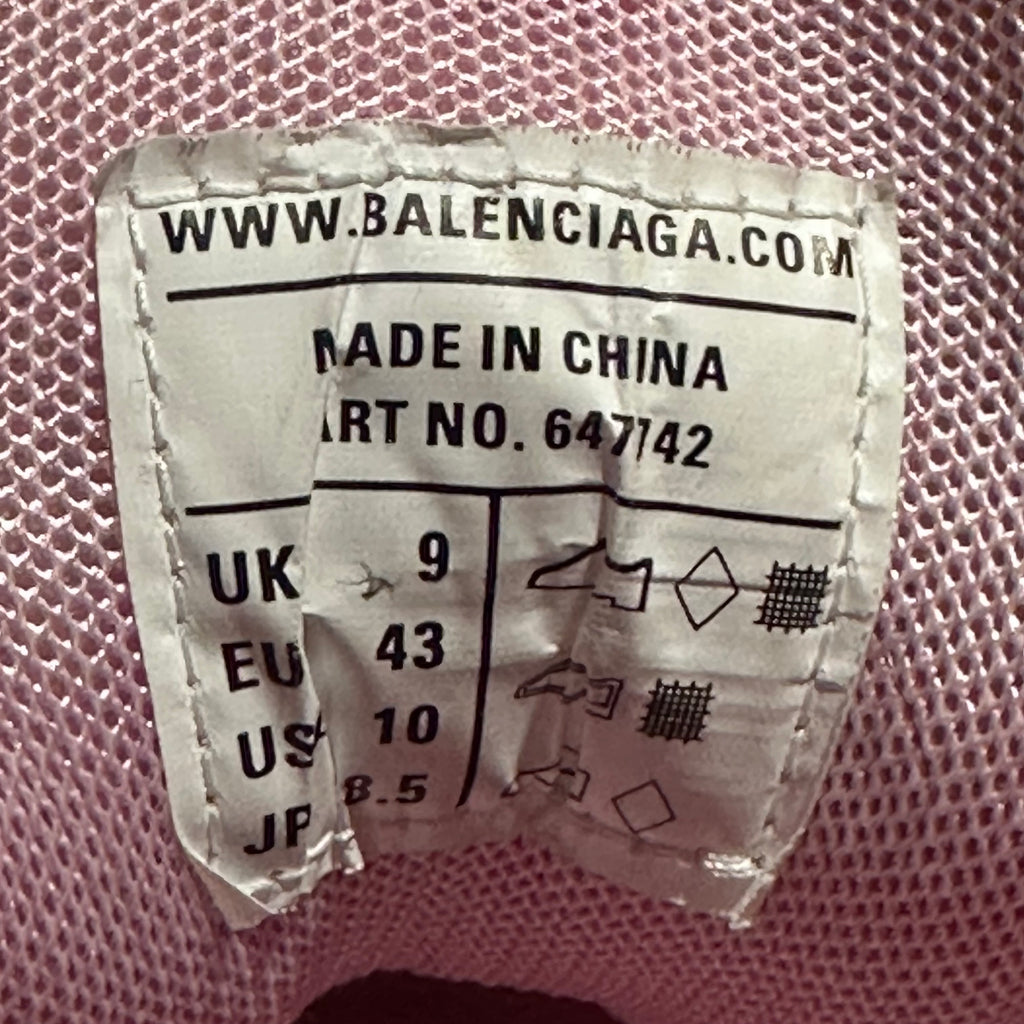 WWW.BALENCIAGA.COM
MADE IN CHINA
ART NO. 647742
UK 9
EU 43
US 10
JP 8.5